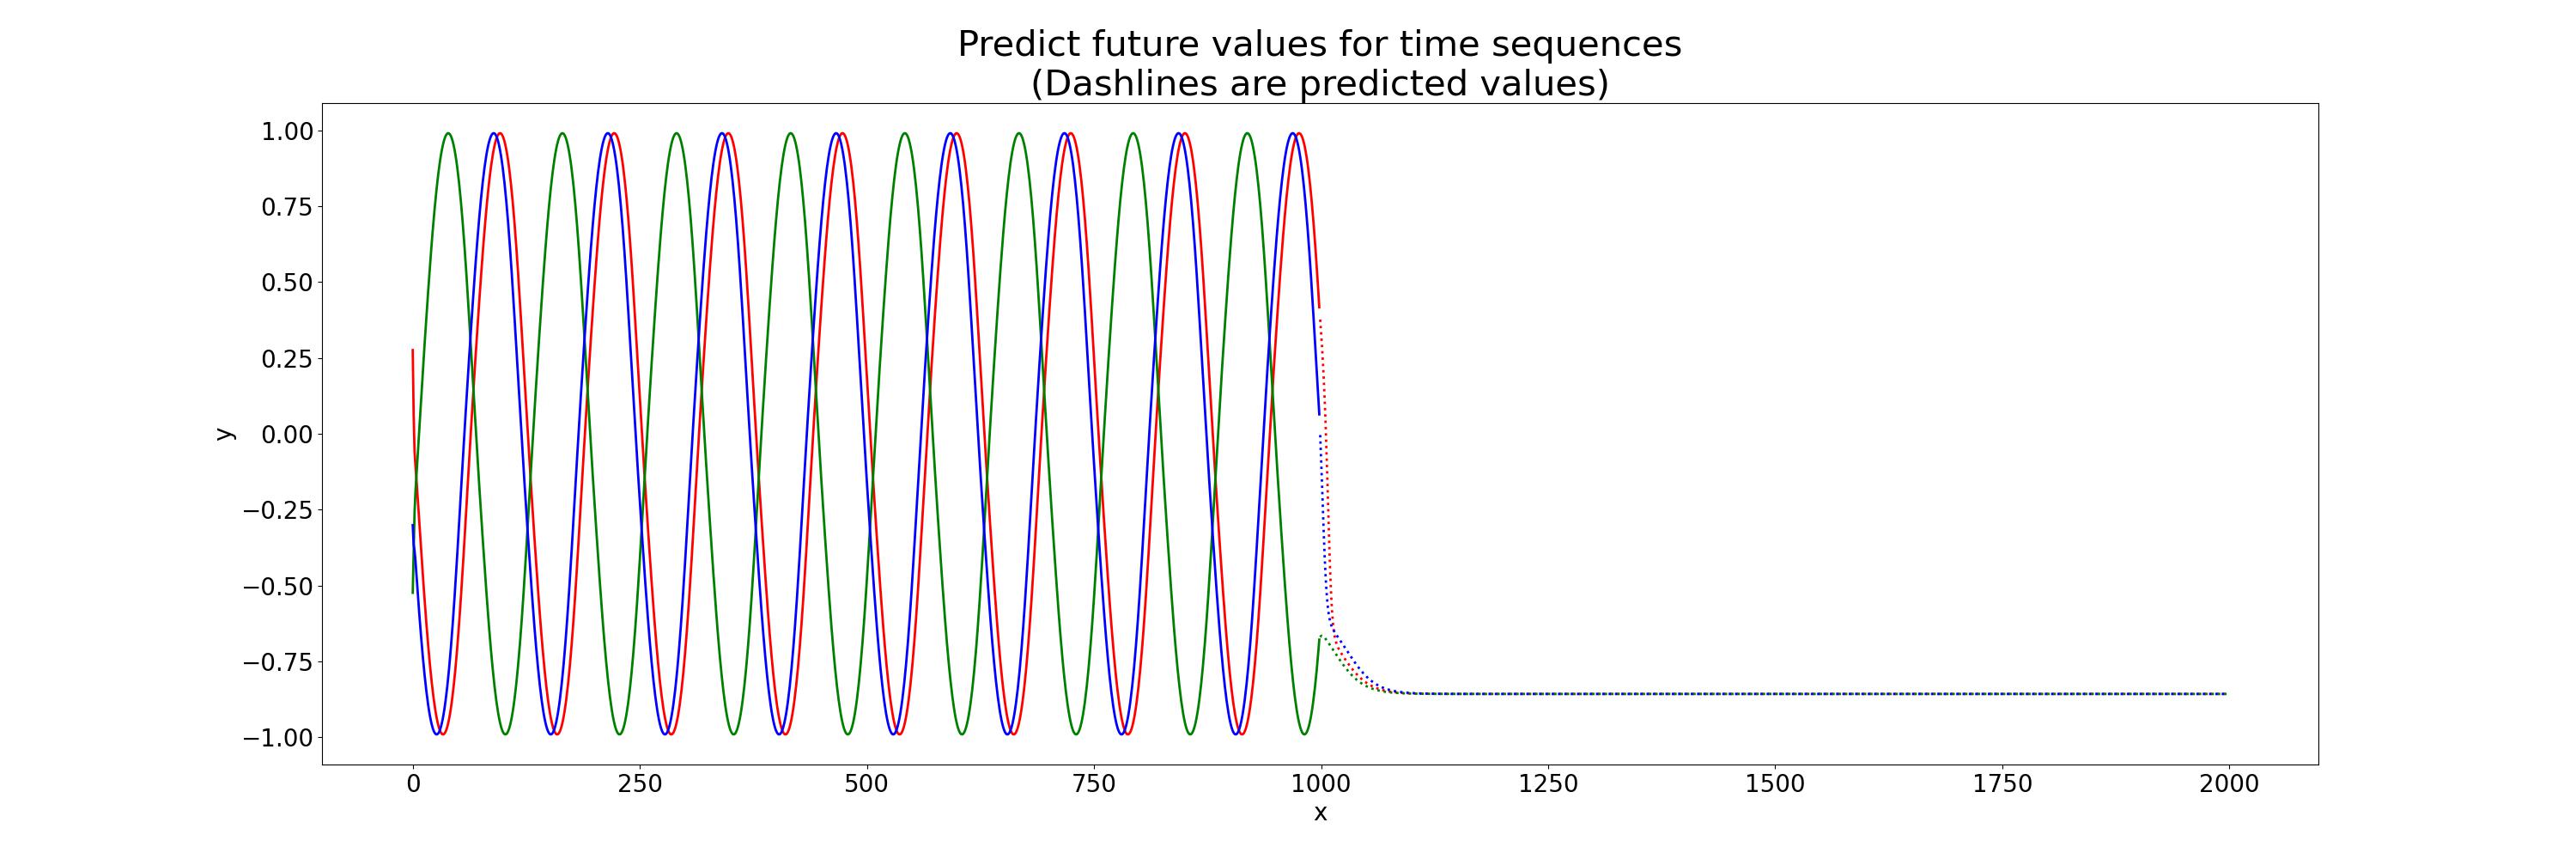 Predict future values for time sequences
(Dashlines are predicted values)
1.00
0.75
0.50
0.25
0.00
−0.25
−0.50
−0.75
−1.00
y
0 250 500 750 1000 1250 1500 1750 2000
x